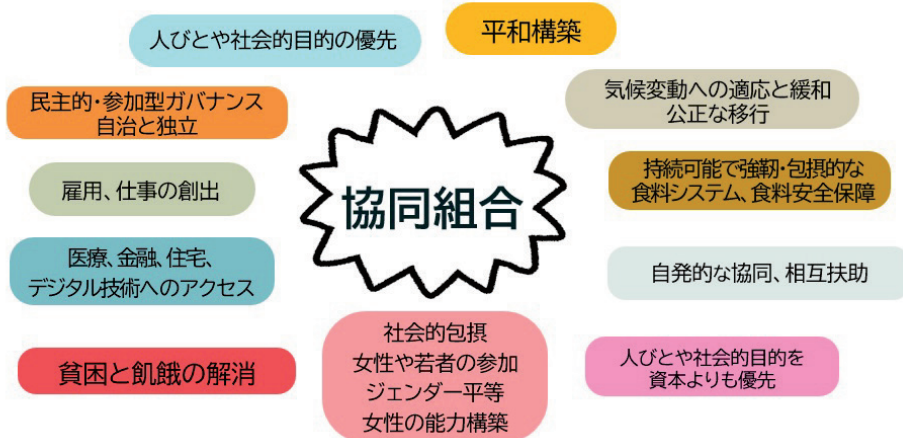 人びとや社会的目的の優先
平和構築
民主的・参加型ガバナンス
自治と独立
気候変動への適応と緩和
公正な移行
雇用、仕事の創出
協同組合
持続可能で強靭・包摂的な
食料システム、食料安全保障
医療、金融、住宅、
デジタル技術へのアクセス
自発的な協同、相互扶助
貧困と飢餓の解消
社会的包摂
女性や若者の参加
ジェンダー平等
女性の能力構築
人びとや社会的目的を
資本よりも優先